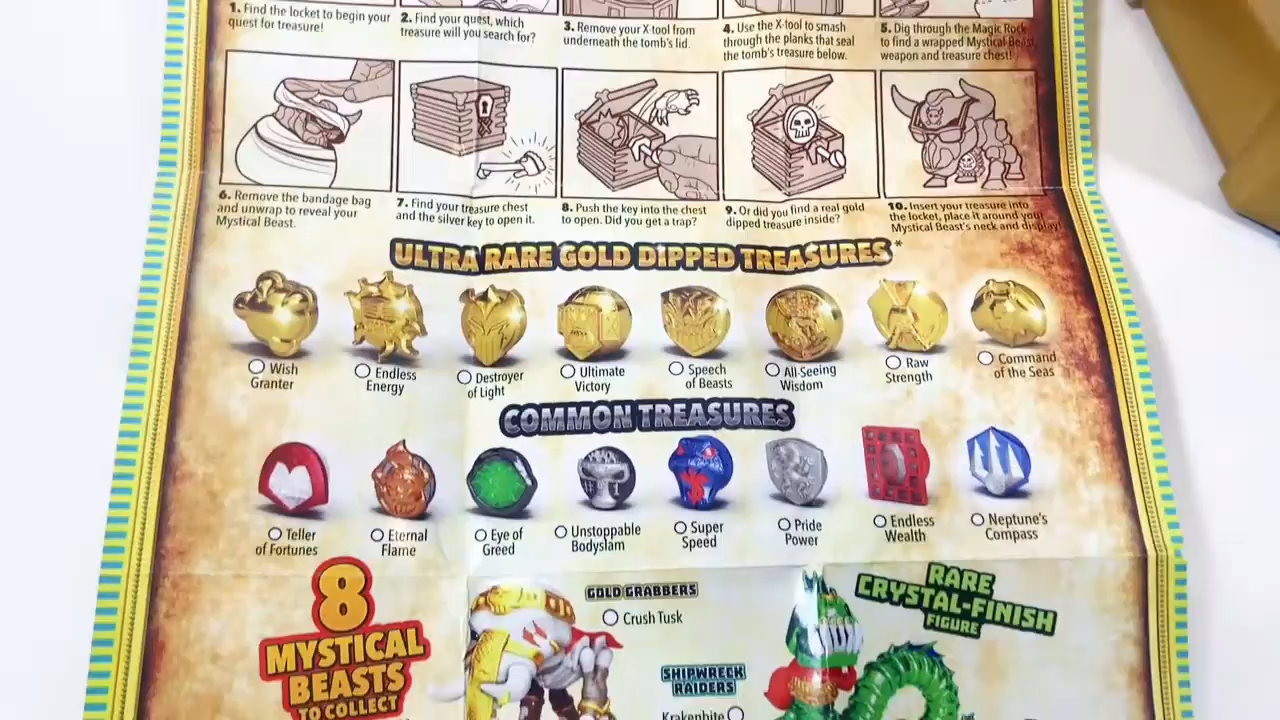 1. Find the locket to begin your
quest for treasure!
2. Find your quest, which
treasure will you search for?
3. Remove your X-tool from
underneath the tomb's lid.
4. Use the X-tool to smash
through the planks that seal
the tomb's treasure below.
5. Dig through the Magic Rock
to find a wrapped Mystical Beast,
weapon and treasure chest!
6. Remove the bandage bag
and unwrap to reveal your
Mystical Beast.
7. Find your treasure chest
and the silver key to open it.
8. Push the key into the chest
to open. Did you get a trap?
9. Or did you find a real gold
dipped treasure inside?
10. Insert your treasure into
the locket, place it around your
Mystical Beast's neck and display!
ULTRA RARE GOLD DIPPED TREASURES*
Wish
Granter
Endless
Energy
Destroyer
of Light
Ultimate
Victory
Speech
of Beasts
All-Seeing
Wisdom
Raw
Strength
Command
of the Seas
COMMON TREASURES
Teller
of Fortunes
Eternal
Flame
Eye of
Greed
Unstoppable
Bodyslam
Super
Speed
Pride
Power
Endless
Wealth
Neptune's
Compass
8
MYSTICAL
BEASTS
TO COLLECT
GOLD GRABBERS
Crush Tusk
SHIPWRECK
RAIDERS
Krakenbite
RARE
CRYSTAL-FINISH
FIGURE